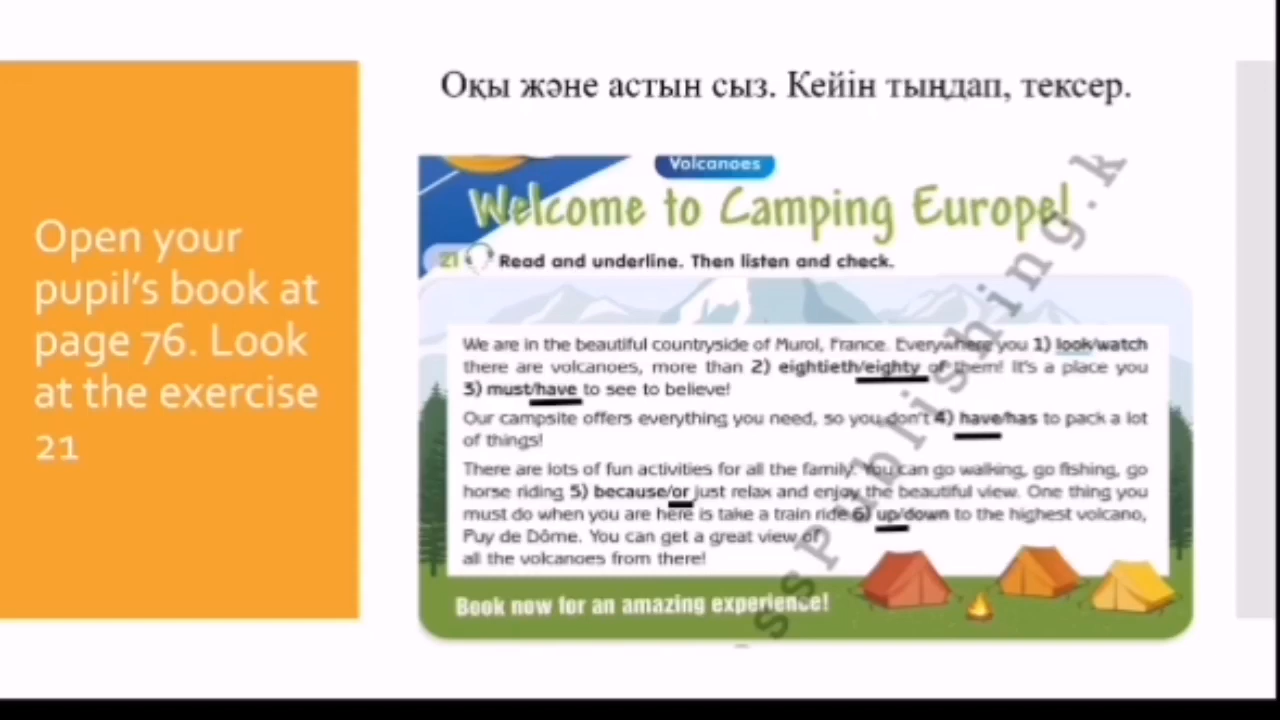 Оқы және астын сыз. Кейін тыңдап, тексер.
Open your
pupil's book at
page 76. Look
at the exercise
21
Volcanoes
Welcome to Camping Europe!
21 Read and underline. Then listen and check.
We are in the beautiful countryside of Murol, France. Everywhere you 1) look/watch
there are volcanoes, more than 2) eightieth/eighty of them! It's a place you
3) must/have to see to believe!
Our campsite offers everything you need, so you don't 4) have/has to pack a lot
of things!
There are lots of fun activities for all the family. You can go walking, go fishing, go
horse riding 5) because/or just relax and enjoy the beautiful view. One thing you
must do when you are here is take a train ride 6) up/down to the highest volcano,
Puy de Dôme. You can get a great view of
all the volcanoes from there!
Book now for an amazing experience!
ssPublishing.k